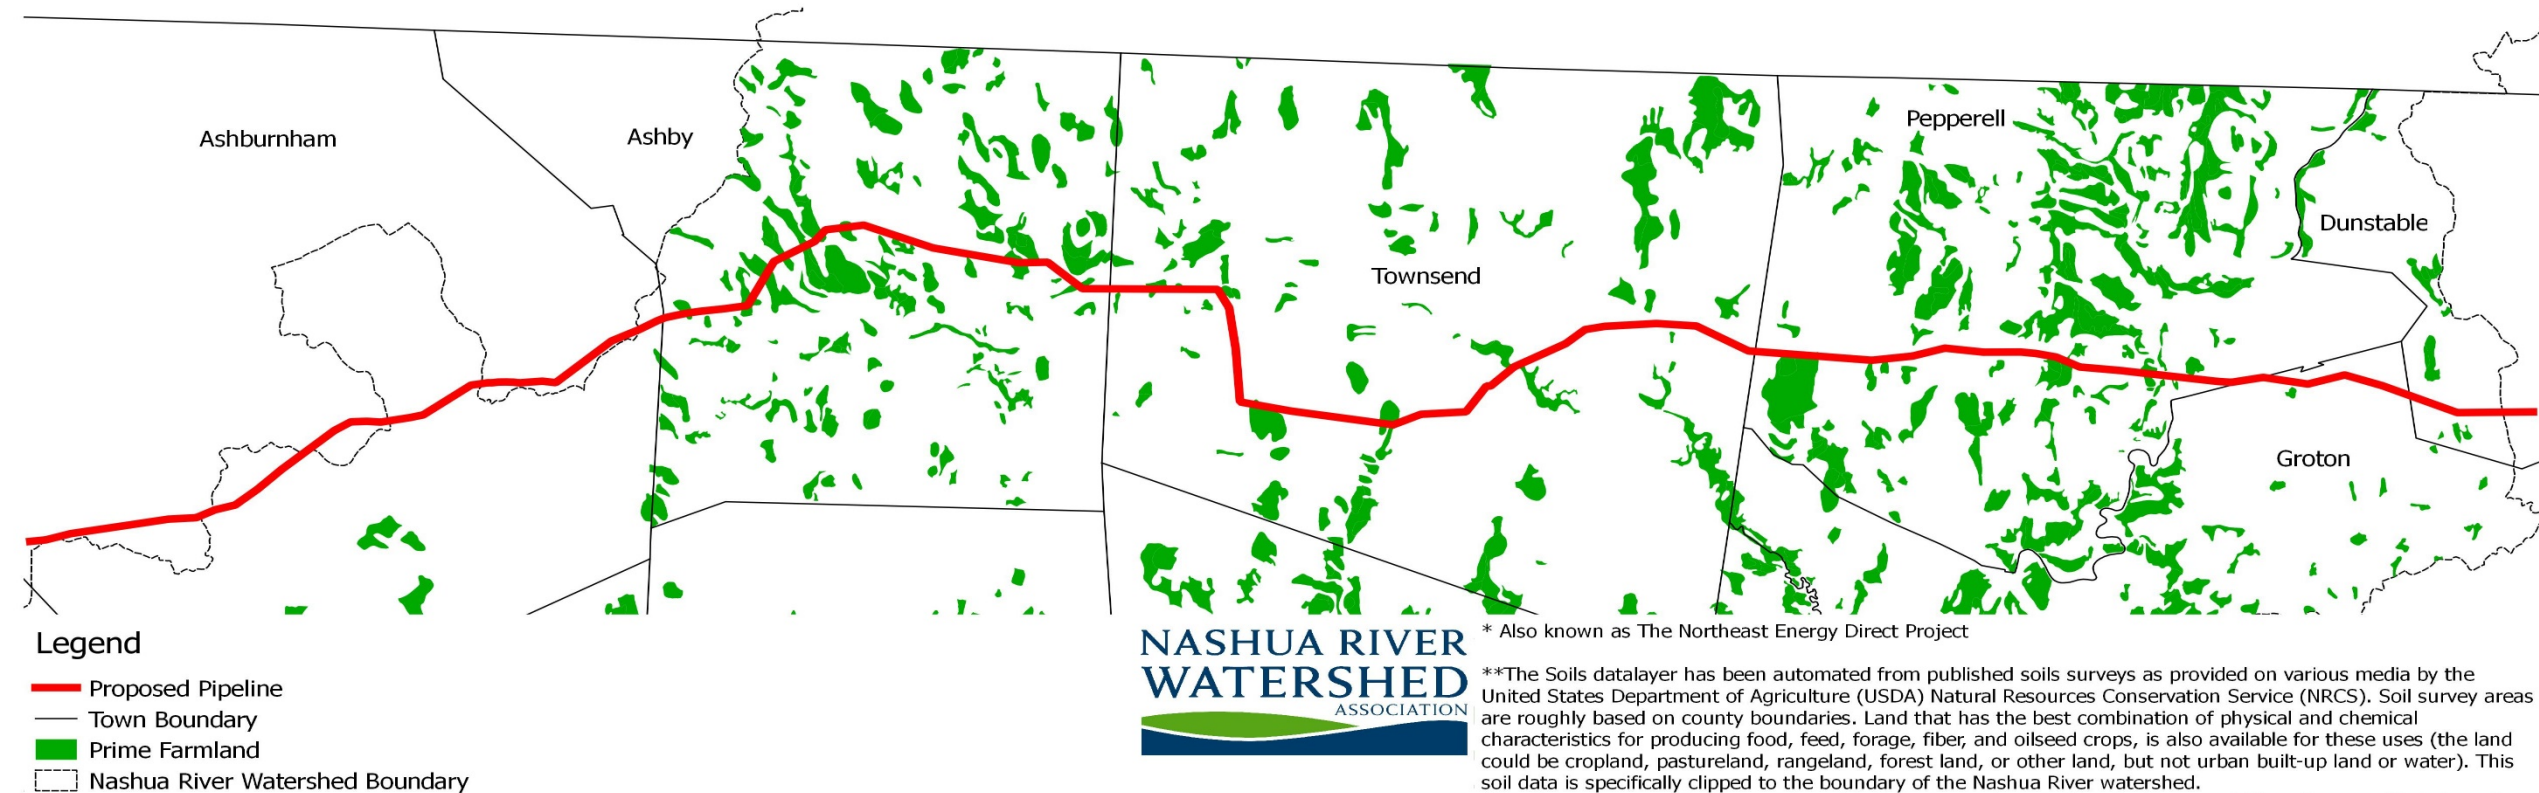 Ashburnham
Ashby
Pepperell
Dunstable
Townsend
Groton
Legend
Proposed Pipeline
Town Boundary
Prime Farmland
Nashua River Watershed Boundary
NASHUA RIVER
WATERSHED
ASSOCIATION
* Also known as The Northeast Energy Direct Project
**The Soils datalayer has been automated from published soils surveys as provided on various media by the
United States Department of Agriculture (USDA) Natural Resources Conservation Service (NRCS). Soil survey areas
are roughly based on county boundaries. Land that has the best combination of physical and chemical
characteristics for producing food, feed, forage, fiber, and oilseed crops, is also available for these uses (the land
could be cropland, pastureland, rangeland, forest land, or other land, but not urban built-up land or water). This
soil data is specifically clipped to the boundary of the Nashua River watershed.